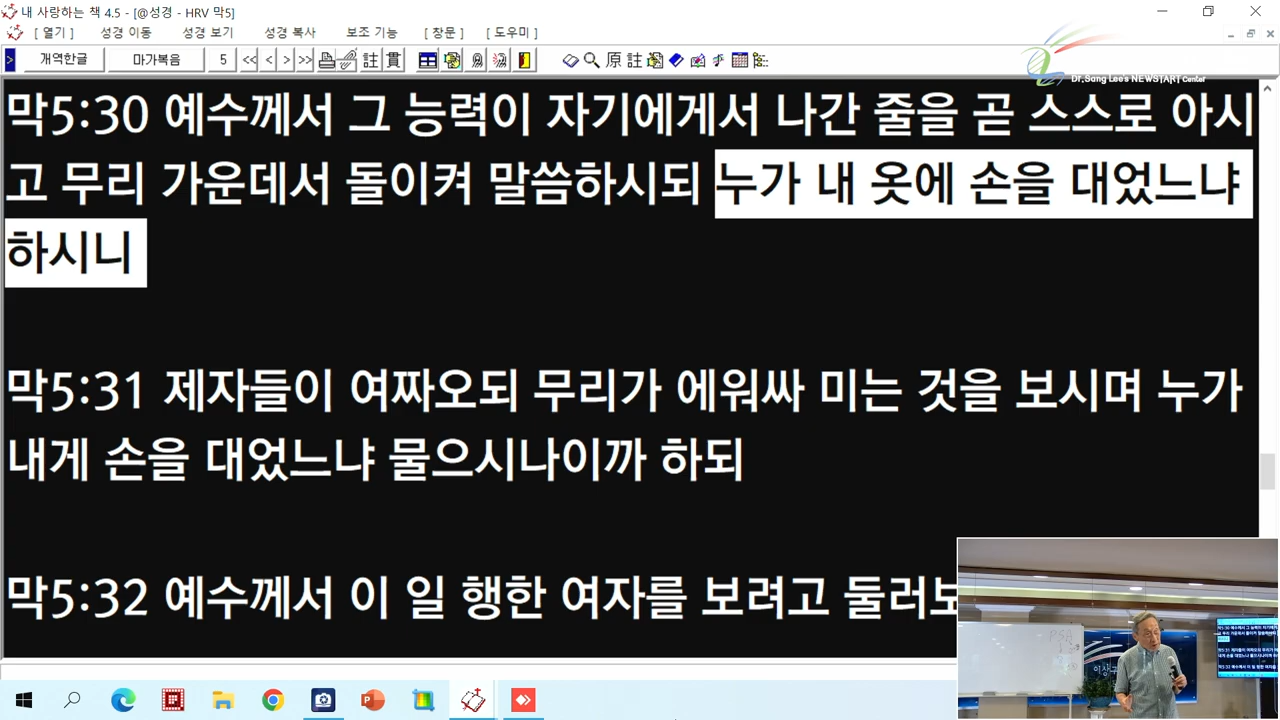 내 사랑하는 책 4.5 - [@성경 - HRV 막5]
[ 열기 ] 성경 이동 성경 보기 성경 복사 보조 기능 [ 창문 ] [ 도우미 ]
개역한글 마가복음 5 << < > >> 註 貫 原 註
Dr.Sang Lee's NEWSTART Center
막5:30 예수께서 그 능력이 자기에게서 나간 줄을 곧 스스로 아시
고 무리 가운데서 돌이켜 말씀하시되 누가 내 옷에 손을 대었느냐
하시니
막5:31 제자들이 여짜오되 무리가 에워싸 미는 것을 보시며 누가
내게 손을 대었느냐 물으시나이까 하되
막5:32 예수께서 이 일 행한 여자를 보려고 둘러보